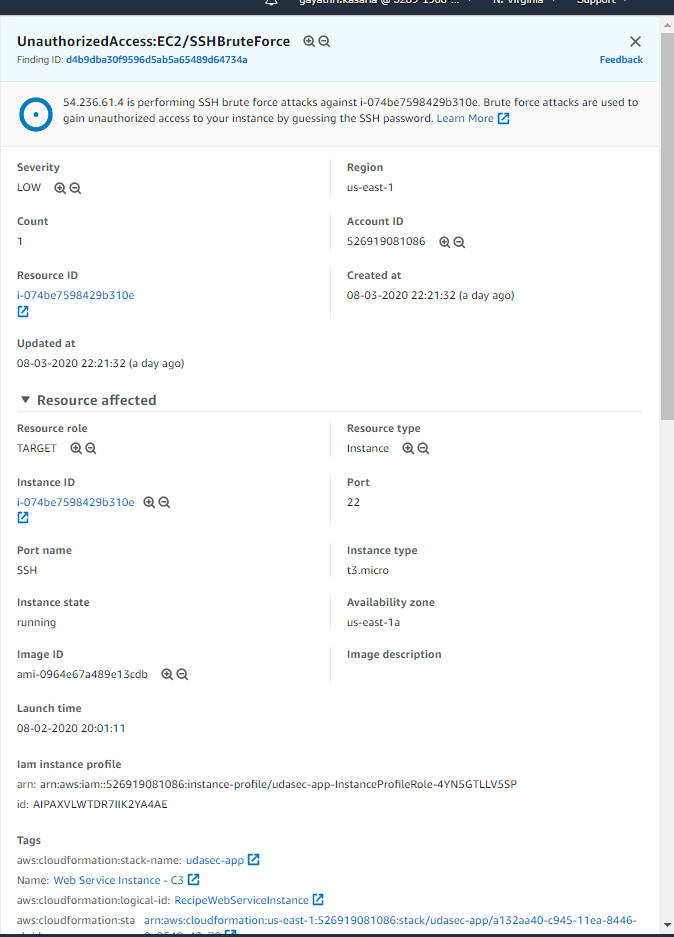 UnauthorizedAccess:EC2/SSHBruteForce
Finding ID: d4b9dba30f9596d5ab5a65489d64734a
Feedback
54.236.61.4 is performing SSH brute force attacks against i-074be7598429b310e. Brute force attacks are used to
gain unauthorized access to your instance by guessing the SSH password. Learn More
Severity
LOW
Region
us-east-1
Count
1
Account ID
526919081086
Resource ID
i-074be7598429b310e
Created at
08-03-2020 22:21:32 (a day ago)
Updated at
08-03-2020 22:21:32 (a day ago)
Resource affected
Resource role
TARGET
Resource type
Instance
Instance ID
i-074be7598429b310e
Port
22
Port name
SSH
Instance type
t3.micro
Instance state
running
Availability zone
us-east-1a
Image ID
ami-0964e67a489e13cdb
Image description
Launch time
08-02-2020 20:01:11
Iam instance profile
arn: arn:aws:iam::526919081086:instance-profile/udasec-app-InstanceProfileRole-4YN5GTLLV5SP
id: AIPAXVLWTDR7IIK2YA4AE
Tags
aws:cloudformation:stack-name: udasec-app
Name: Web Service Instance - C3
aws:cloudformation:logical-id: RecipeWebServiceInstance
aws:cloudformation:sta arn:aws:cloudformation:us-east-1:526919081086:stack/udasec-app/a132aa40-c945-11ea-8446-